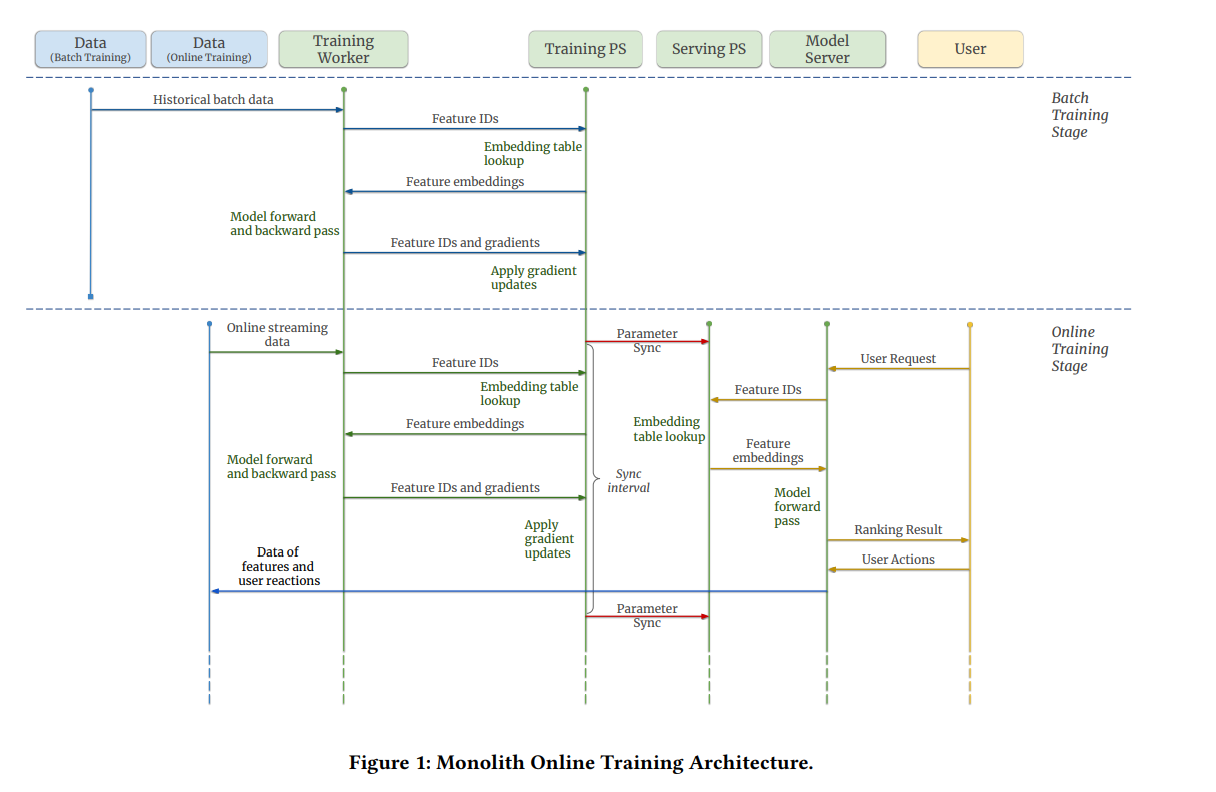 Data
(Batch Training)
Data
(Online Training)
Training
Worker
Training PS
Serving PS
Model
Server
User
Historical batch data
Batch
Training
Stage
Feature IDs
Embedding table
lookup
Feature embeddings
Model forward
and backward pass
Feature IDs and gradients
Apply gradient
updates
Online streaming
data
Parameter
Sync
Online
Training
Stage
User Request
Feature IDs
Embedding table
lookup
Feature IDs
Feature embeddings
Embedding
table lookup
Feature
embeddings
Model forward
and backward pass
Sync
interval
Feature IDs and gradients
Model
forward
pass
Apply
gradient
updates
Ranking Result
Data of
features and
user reactions
User Actions
Parameter
Sync
Figure 1: Monolith Online Training Architecture.